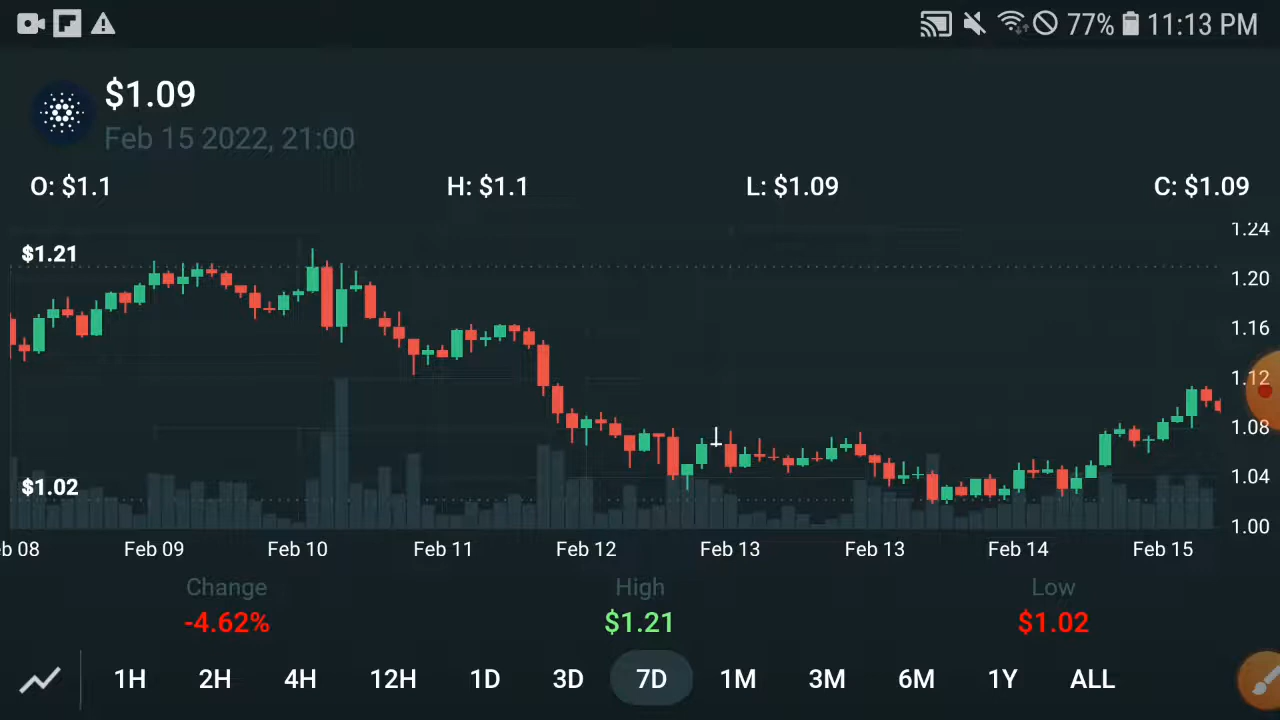 77% 11:13 PM
$1.09
Feb 15 2022, 21:00
O: $1.1 H: $1.1 L: $1.09 C: $1.09
1.24
$1.21
1.20
1.16
1.12
1.08
1.04
$1.02
1.00
eb 08 Feb 09 Feb 10 Feb 11 Feb 12 Feb 13 Feb 13 Feb 14 Feb 15
Change High Low
-4.62% $1.21 $1.02
1H 2H 4H 12H 1D 3D 7D 1M 3M 6M 1Y ALL